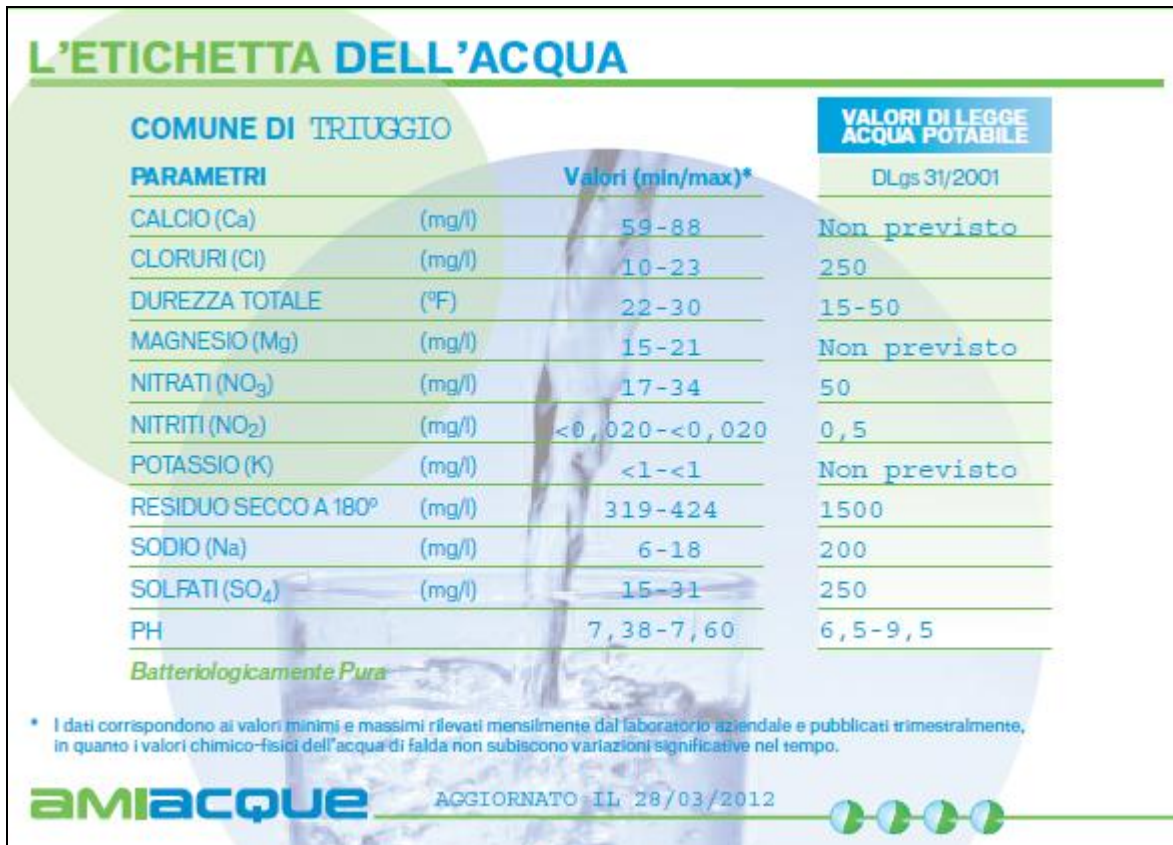 L'ETICHETTA DELL'ACQUA
COMUNE DI TRIUGGIO
VALORI DI LEGGE
ACQUA POTABILE
PARAMETRI Valori (min/max)* DLgs 31/2001
CALCIO (Ca) (mg/l) 59-88 Non previsto
CLORURI (Cl) (mg/l) 10-23 250
DUREZZA TOTALE (ºF) 22-30 15-50
MAGNESIO (Mg) (mg/l) 15-21 Non previsto
NITRATI (NO₃) (mg/l) 17-34 50
NITRITI (NO₂) (mg/l) <0,020-<0,020 0,5
POTASSIO (K) (mg/l) <1-<1 Non previsto
RESIDUO SECCO A 180º (mg/l) 319-424 1500
SODIO (Na) (mg/l) 6-18 200
SOLFATI (SO₄) (mg/l) 15-31 250
PH 7,38-7,60 6,5-9,5
Batteriologicamente Pura
* I dati corrispondono ai valori minimi e massimi rilevati mensilmente dal laboratorio aziendale e pubblicati trimestralmente,
in quanto i valori chimico-fisici dell'acqua di falda non subiscono variazioni significative nel tempo.
amiacque AGGIORNATO IL 28/03/2012